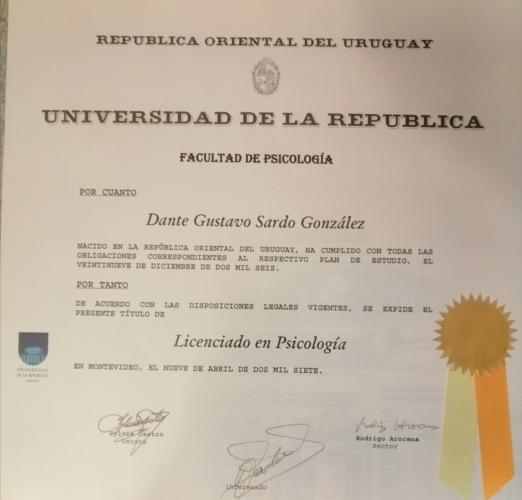 REPUBLICA ORIENTAL DEL URUGUAY
UNIVERSIDAD DE LA REPUBLICA
FACULTAD DE PSICOLOGÍA
POR CUANTO
Dante Gustavo Sardo González
NACIDO EN LA REPÚBLICA ORIENTAL DEL URUGUAY, HA CUMPLIDO CON TODAS LAS
OBLIGACIONES CORRESPONDIENTES AL RESPECTIVO PLAN DE ESTUDIO, EL
VEINTINUEVE DE DICIEMBRE DE DOS MIL SEIS.
POR TANTO
DE ACUERDO CON LAS DISPOSICIONES LEGALES VIGENTES, SE EXPIDE EL
PRESENTE TÍTULO DE
Licenciado en Psicología
UNIVERSIDAD
DE LA REPÚBLICA
EN MONTEVIDEO, EL NUEVE DE ABRIL DE DOS MIL SIETE.
Sylvia Castro
Decana
Interesado
Rodrigo Arocena
Rector